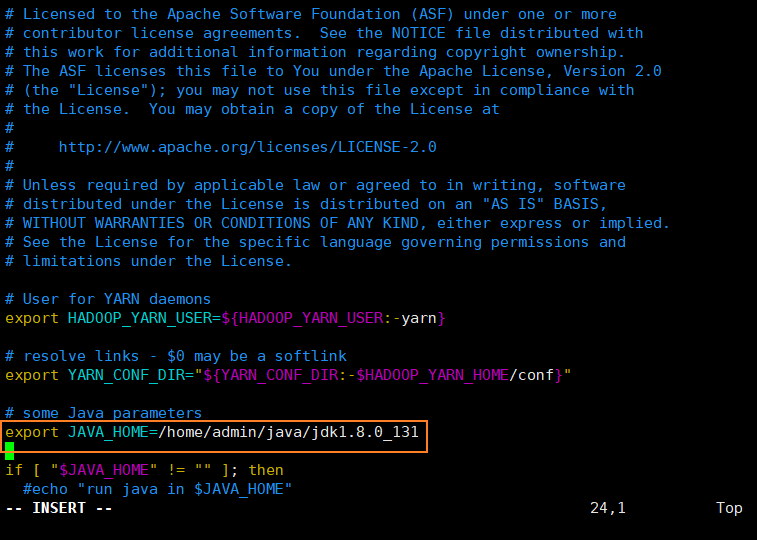 # Licensed to the Apache Software Foundation (ASF) under one or more
# contributor license agreements.  See the NOTICE file distributed with
# this work for additional information regarding copyright ownership.
# The ASF licenses this file to You under the Apache License, Version 2.0
# (the "License"); you may not use this file except in compliance with
# the License.  You may obtain a copy of the License at
#
#     http://www.apache.org/licenses/LICENSE-2.0
#
# Unless required by applicable law or agreed to in writing, software
# distributed under the License is distributed on an "AS IS" BASIS,
# WITHOUT WARRANTIES OR CONDITIONS OF ANY KIND, either express or implied.
# See the License for the specific language governing permissions and
# limitations under the License.

# User for YARN daemons
export HADOOP_YARN_USER=${HADOOP_YARN_USER:-yarn}

# resolve links - $0 may be a softlink
export YARN_CONF_DIR="${YARN_CONF_DIR:-$HADOOP_YARN_HOME/conf}"

# some Java parameters
export JAVA_HOME=/home/admin/java/jdk1.8.0_131

if [ "$JAVA_HOME" != "" ]; then
  #echo "run java in $JAVA_HOME"
-- INSERT --                                                     24,1          Top